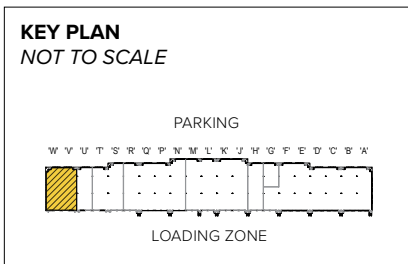 KEY PLAN
NOT TO SCALE
PARKING
'W' 'V' 'U' 'T' 'S' 'R' 'Q' 'P' 'N' 'M' 'L' 'K' 'J' 'H' 'G' 'F' 'E' 'D' 'C' 'B' 'A'
LOADING ZONE